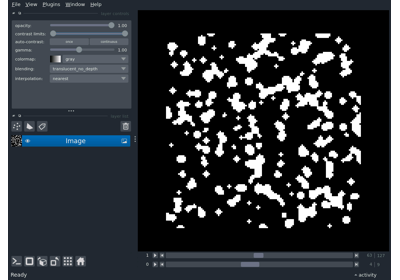 File View Plugins Window Help
opacity: 1.00
contrast limits:
auto-contrast: once continuous
gamma: 1.00
colormap: gray
blending: translucent_no_depth
interpolation: nearest
Image
1
0
Ready
activity